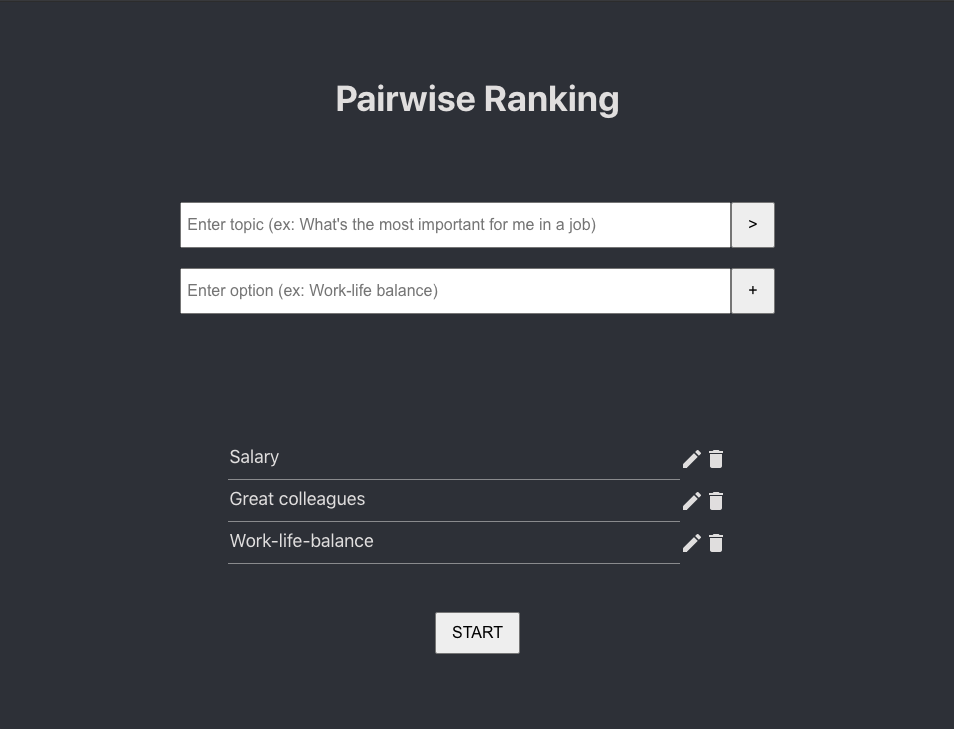 Pairwise Ranking
Enter topic (ex: What's the most important for me in a job)
>
Enter option (ex: Work-life balance)
+
Salary
Great colleagues
Work-life-balance
START